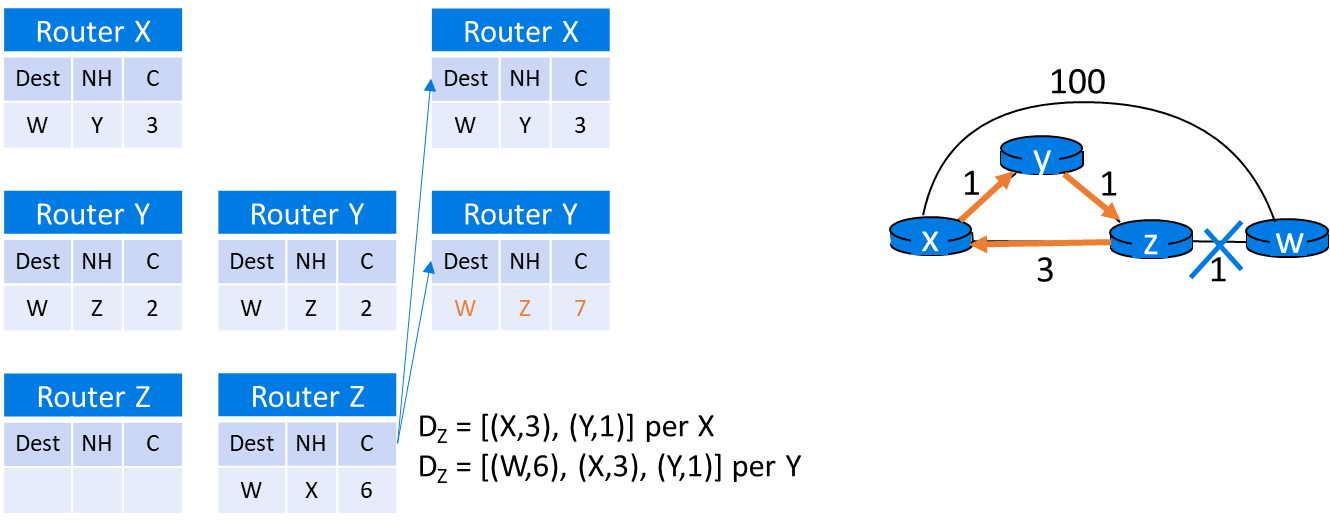 Router X
Dest NH C
W Y 3
Router Y
Dest NH C
W Z 2
Router Z
Dest NH C
Router Y
Dest NH C
W Z 2
Router Z
Dest NH C
W X 6
Router X
Dest NH C
W Y 3
Router Y
Dest NH C
W Z 7
D_Z = [(X,3), (Y,1)] per X
D_Z = [(W,6), (X,3), (Y,1)] per Y
100
y
1
1
x
z
w
3
1